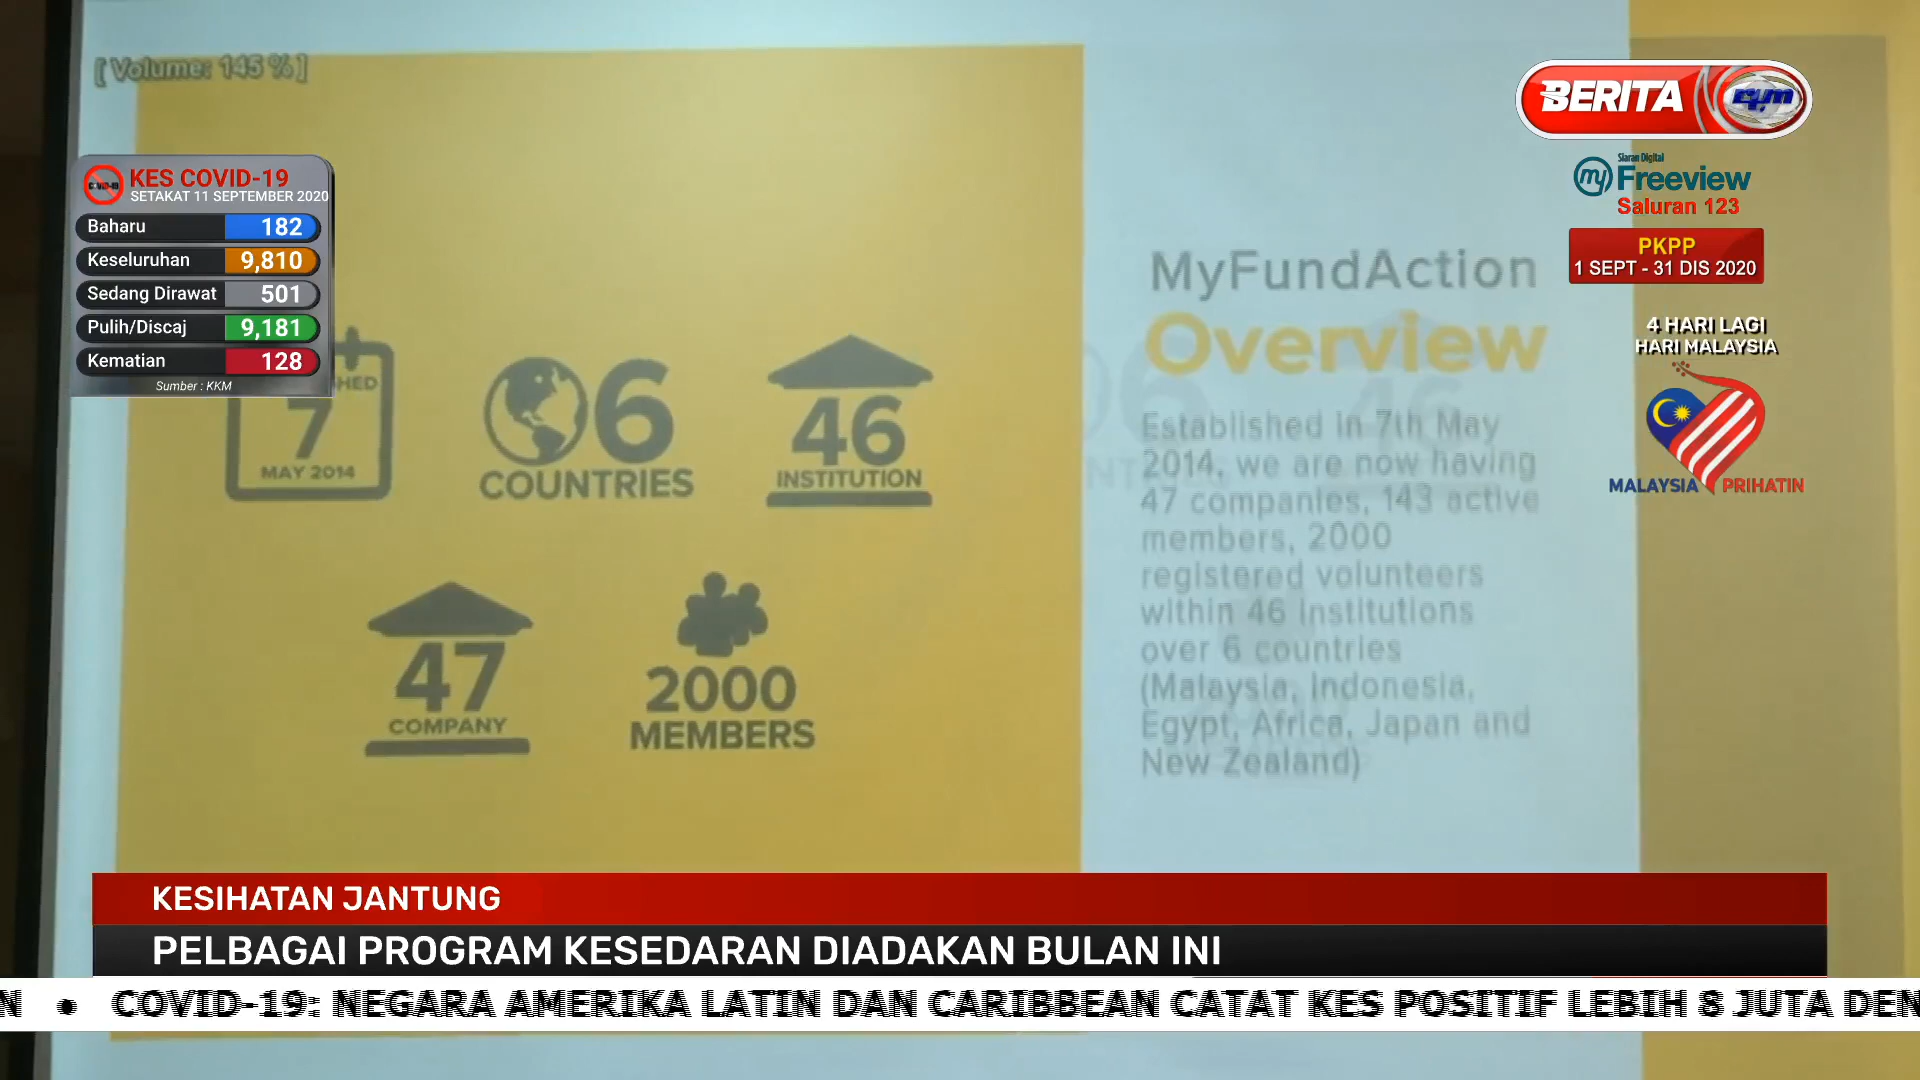 [ Volume: 145 % ]
BERITA
Siaran Digital
my Freeview
Saluran 123
KES COVID-19
SETAKAT 11 SEPTEMBER 2020
Baharu 182
Keseluruhan 9,810
Sedang Dirawat 501
Pulih/Discaj 9,181
Kematian 128
Sumber : KKM
PKPP
1 SEPT - 31 DIS 2020
4 HARI LAGI
HARI MALAYSIA
MALAYSIA PRIHATIN
HED
7
MAY 2014
6
COUNTRIES
46
INSTITUTION
47
COMPANY
2000
MEMBERS
MyFundAction
Overview
Established in 7th May
2014, we are now having
47 companies, 143 active
members, 2000
registered volunteers
within 46 institutions
over 6 countries
(Malaysia, Indonesia,
Egypt, Africa, Japan and
New Zealand)
KESIHATAN JANTUNG
PELBAGAI PROGRAM KESEDARAN DIADAKAN BULAN INI
N • COVID-19: NEGARA AMERIKA LATIN DAN CARIBBEAN CATAT KES POSITIF LEBIH 8 JUTA DEN